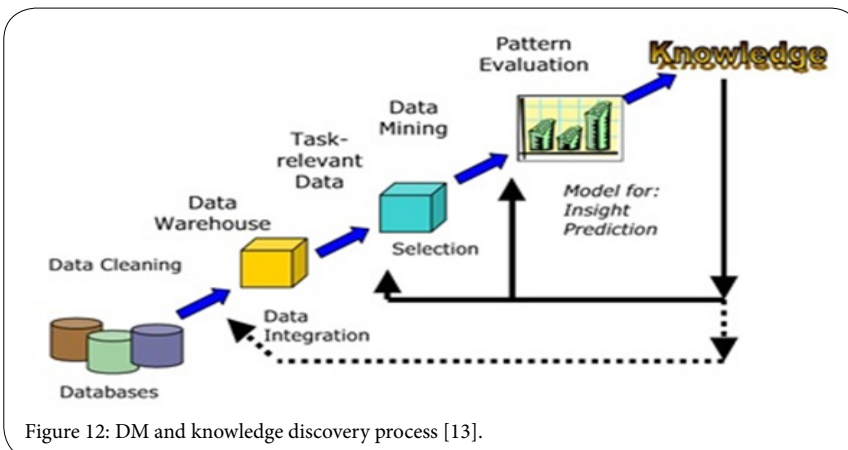 Pattern
Evaluation
Knowledge
Data
Mining
Task-
relevant
Data
Model for:
Insight
Prediction
Data
Warehouse
Selection
Data Cleaning
Data
Integration
Databases
Figure 12: DM and knowledge discovery process [13].